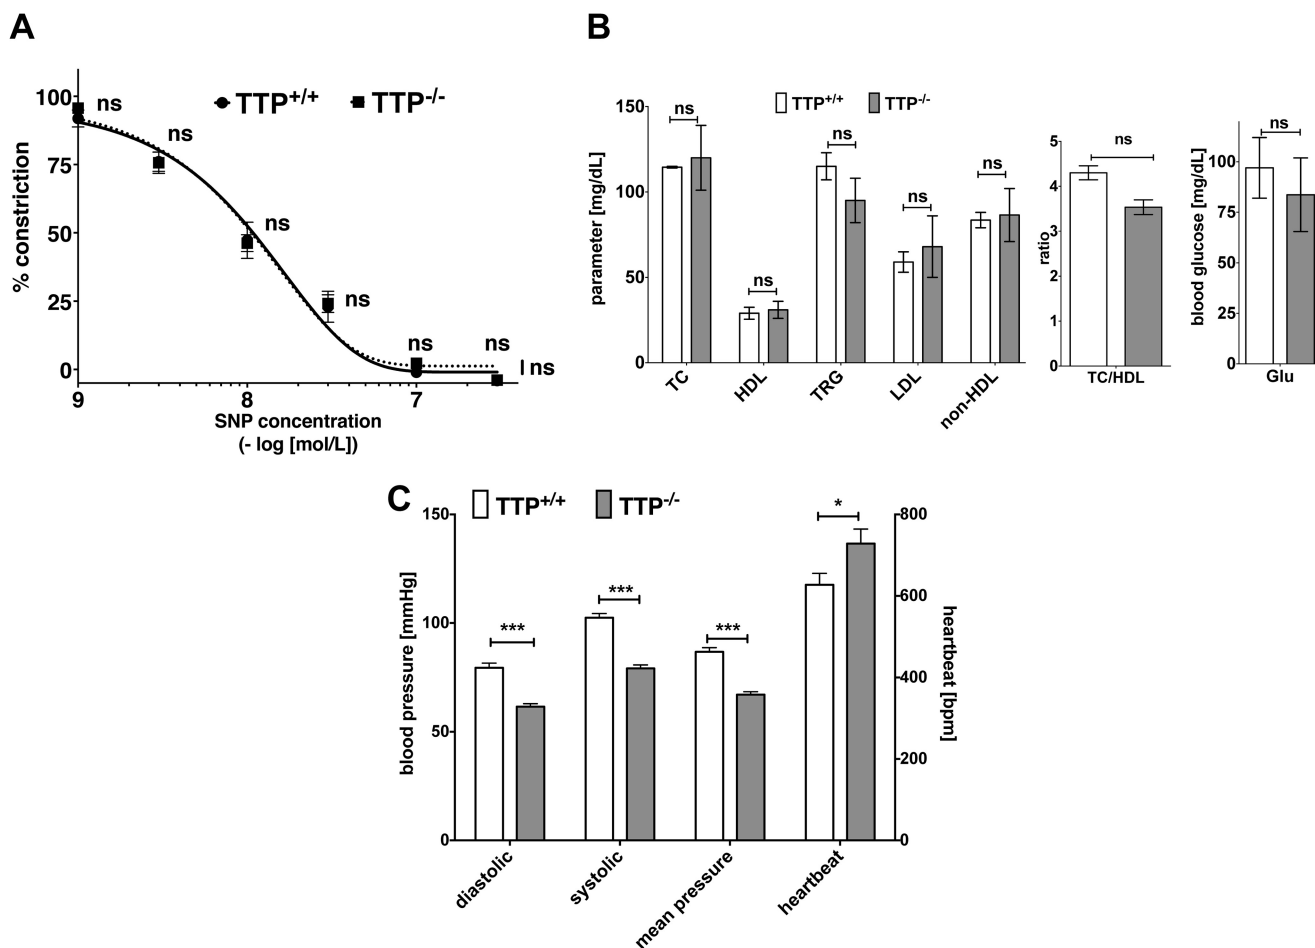 A
TTP+/+ TTP-/-
100
75
50
25
0
% constriction
ns
ns
ns
ns
ns
ns
ns
9 8 7
SNP concentration
(- log [mol/L])
B
TTP+/+ TTP-/-
150
100
50
0
parameter [mg/dL]
ns
ns
ns
ns
ns
TC HDL TRG LDL non-HDL
5
4
3
2
1
0
ratio
ns
TC/HDL
100
75
50
25
0
blood glucose [mg/dL]
ns
Glu
C
TTP+/+ TTP-/-
150
100
50
0
blood pressure [mmHg]
***
***
***
*
800
600
400
200
0
heartbeat [bpm]
diastolic systolic mean pressure heartbeat